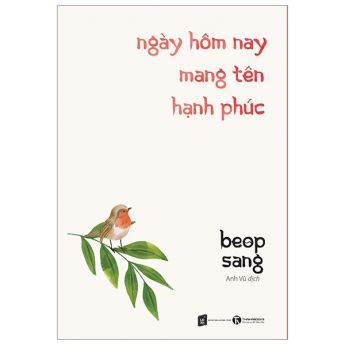 ngày hôm nay
mang tên
hạnh phúc
beop
sang
Anh Vũ dịch